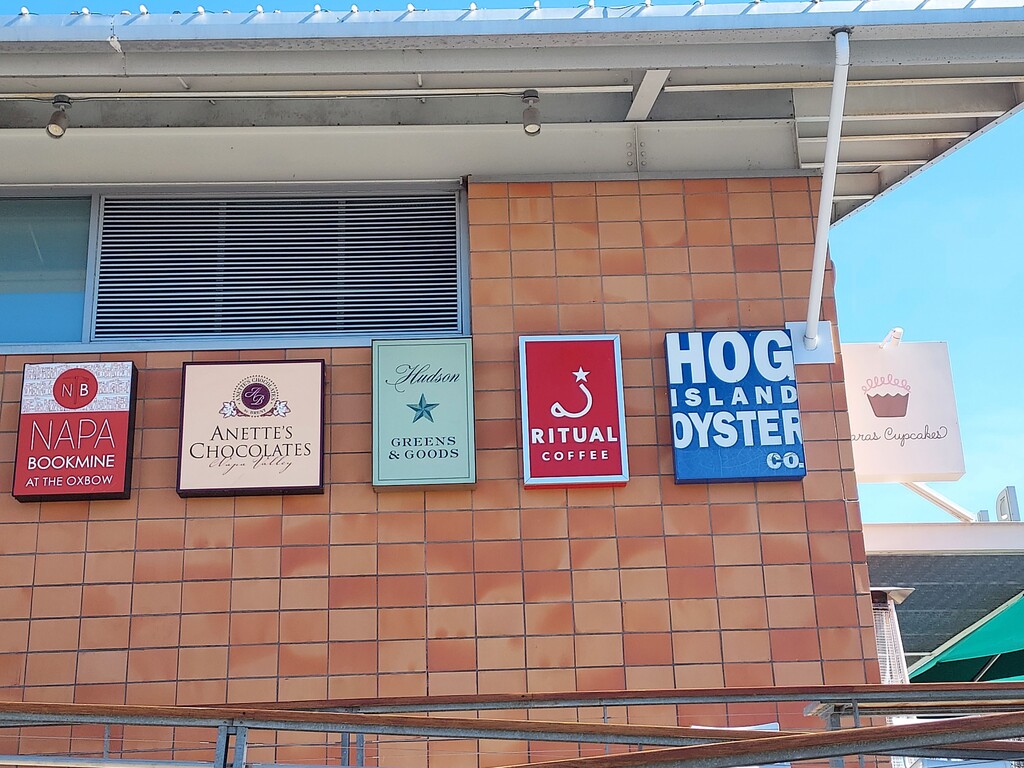 N B
NAPA
BOOKMINE
AT THE OXBOW
ANETTE'S
CHOCOLATES
Napa Valley
Hudson
GREENS
& GOODS
RITUAL
COFFEE
HOG
ISLAND
OYSTER
CO.
aras Cupcakes